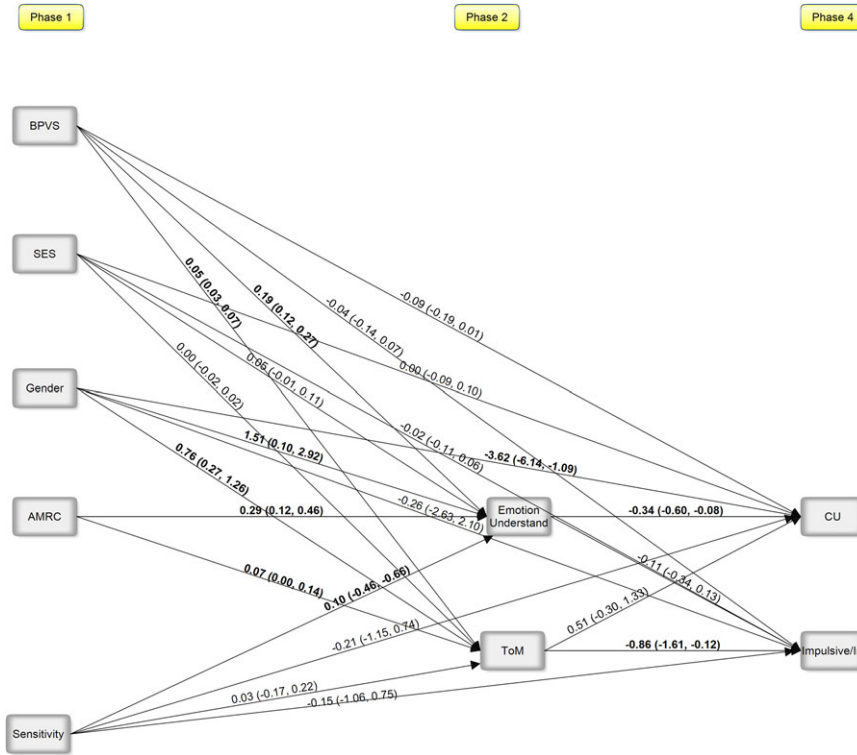 Phase 1
Phase 2
Phase 4
BPVS
SES
Gender
AMRC
Sensitivity
Emotion
Understand
ToM
CU
Impulsive/I
0.05 (0.03, 0.07)
0.19 (0.12, 0.27)
-0.04 (-0.14, 0.07)
-0.09 (-0.19, 0.01)
0.00 (-0.02, 0.02)
0.05 (-0.01, 0.11)
-0.02 (-0.11, 0.06)
0.00 (-0.09, 0.10)
0.76 (0.27, 1.26)
1.51 (0.10, 2.92)
-0.26 (-2.63, 2.10)
-3.62 (-6.14, -1.09)
0.29 (0.12, 0.46)
0.07 (0.00, 0.14)
0.10 (-0.46, -0.66)
-0.21 (-1.15, 0.74)
0.03 (-0.17, 0.22)
-0.15 (-1.06, 0.75)
-0.34 (-0.60, -0.08)
-0.11 (-0.34, 0.13)
0.51 (-0.30, 1.33)
-0.86 (-1.61, -0.12)